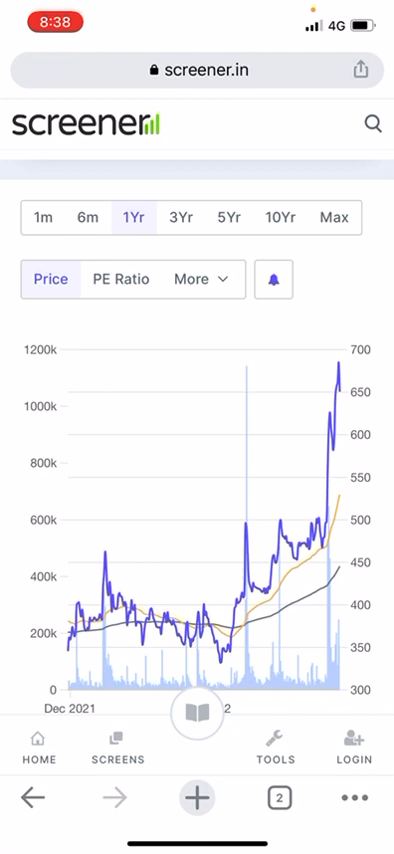 8:38
4G
screener.in
screener
1m 6m 1Yr 3Yr 5Yr 10Yr Max
Price PE Ratio More
1200k 700
1000k 650
600
800k 550
600k 500
450
400k 400
200k 350
0 300
Dec 2021 2
HOME SCREENS TOOLS LOGIN
2